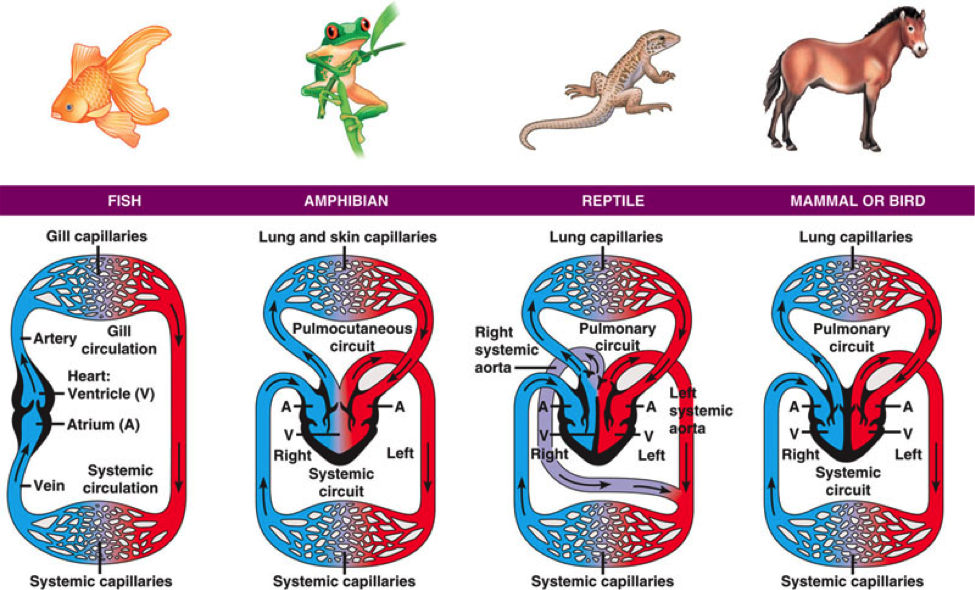 FISH
AMPHIBIAN
REPTILE
MAMMAL OR BIRD
Gill capillaries
Artery
Gill
circulation
Heart:
Ventricle (V)
Atrium (A)
Vein
Systemic
circulation
Systemic capillaries
Lung and skin capillaries
Pulmocutaneous
circuit
A
A
V
Right
Left
Systemic
circuit
Systemic capillaries
Lung capillaries
Right
systemic
aorta
Pulmonary
circuit
Left
systemic
aorta
A
A
V
V
Right
Left
Systemic capillaries
Lung capillaries
Pulmonary
circuit
A
A
V
V
Right
Left
Systemic
circuit
Systemic capillaries